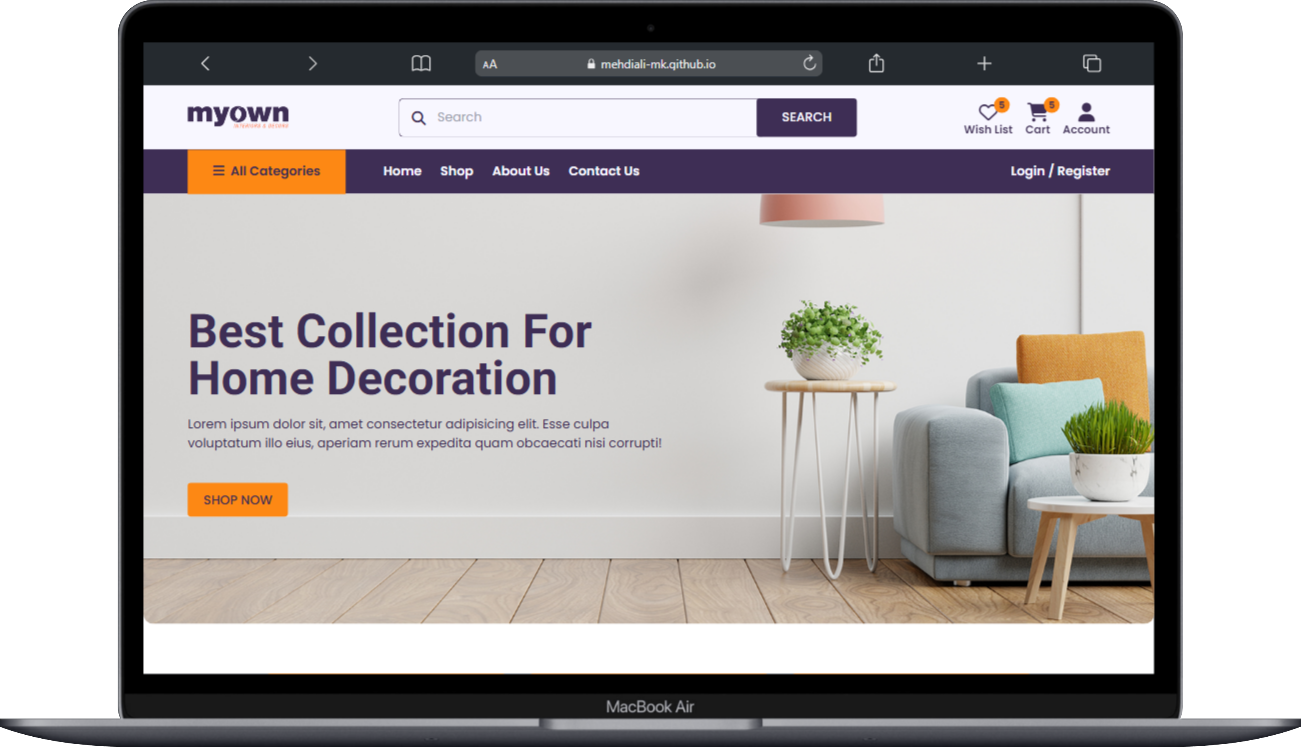 AA mehdiali-mk.github.io
myown
INTERIORS & DECORS
Search
SEARCH
5
5
Wish List Cart Account
All Categories
Home Shop About Us Contact Us
Login / Register
Best Collection For
Home Decoration
Lorem ipsum dolor sit, amet consectetur adipisicing elit. Esse culpa
voluptatum illo eius, aperiam rerum expedita quam obcaecati nisi corrupti!
SHOP NOW
MacBook Air